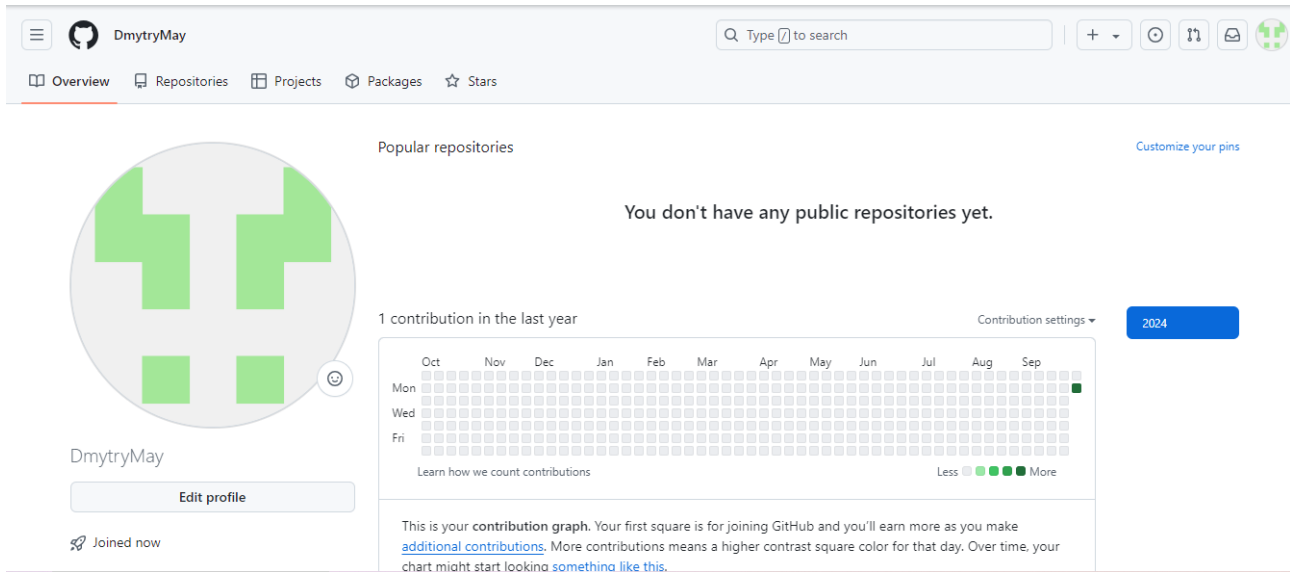 DmytryMay
Type / to search
Overview Repositories Projects Packages Stars
Popular repositories
Customize your pins
You don't have any public repositories yet.
1 contribution in the last year
Contribution settings
2024
Oct Nov Dec Jan Feb Mar Apr May Jun Jul Aug Sep
Mon
Wed
Fri
Learn how we count contributions
Less More
DmytryMay
Edit profile
Joined now
This is your contribution graph. Your first square is for joining GitHub and you'll earn more as you make
additional contributions. More contributions means a higher contrast square color for that day. Over time, your
chart might start looking something like this.